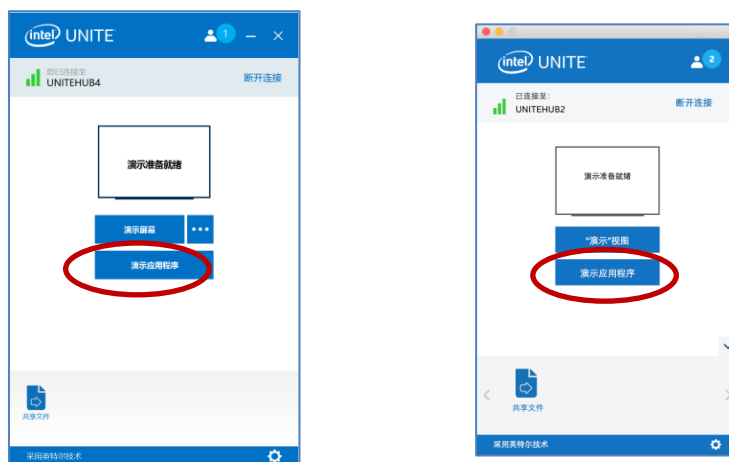 intel UNITE
1
即已连接至
UNITEHUB4
断开连接
演示准备就绪
演示屏幕
演示应用程序
共享文件
采用英特尔技术
intel UNITE
2
已连接至:
UNITEHUB2
断开连接
演示准备就绪
"演示"视图
演示应用程序
共享文件
采用英特尔技术